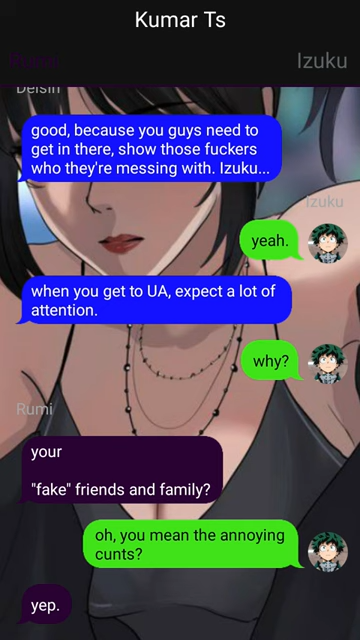 Kumar Ts
Rumi
Izuku
Delsin
good, because you guys need to
get in there, show those fuckers
who they're messing with. Izuku...
Izuku
yeah.
when you get to UA, expect a lot of
attention.
why?
Rumi
your
"fake" friends and family?
oh, you mean the annoying
cunts?
yep.